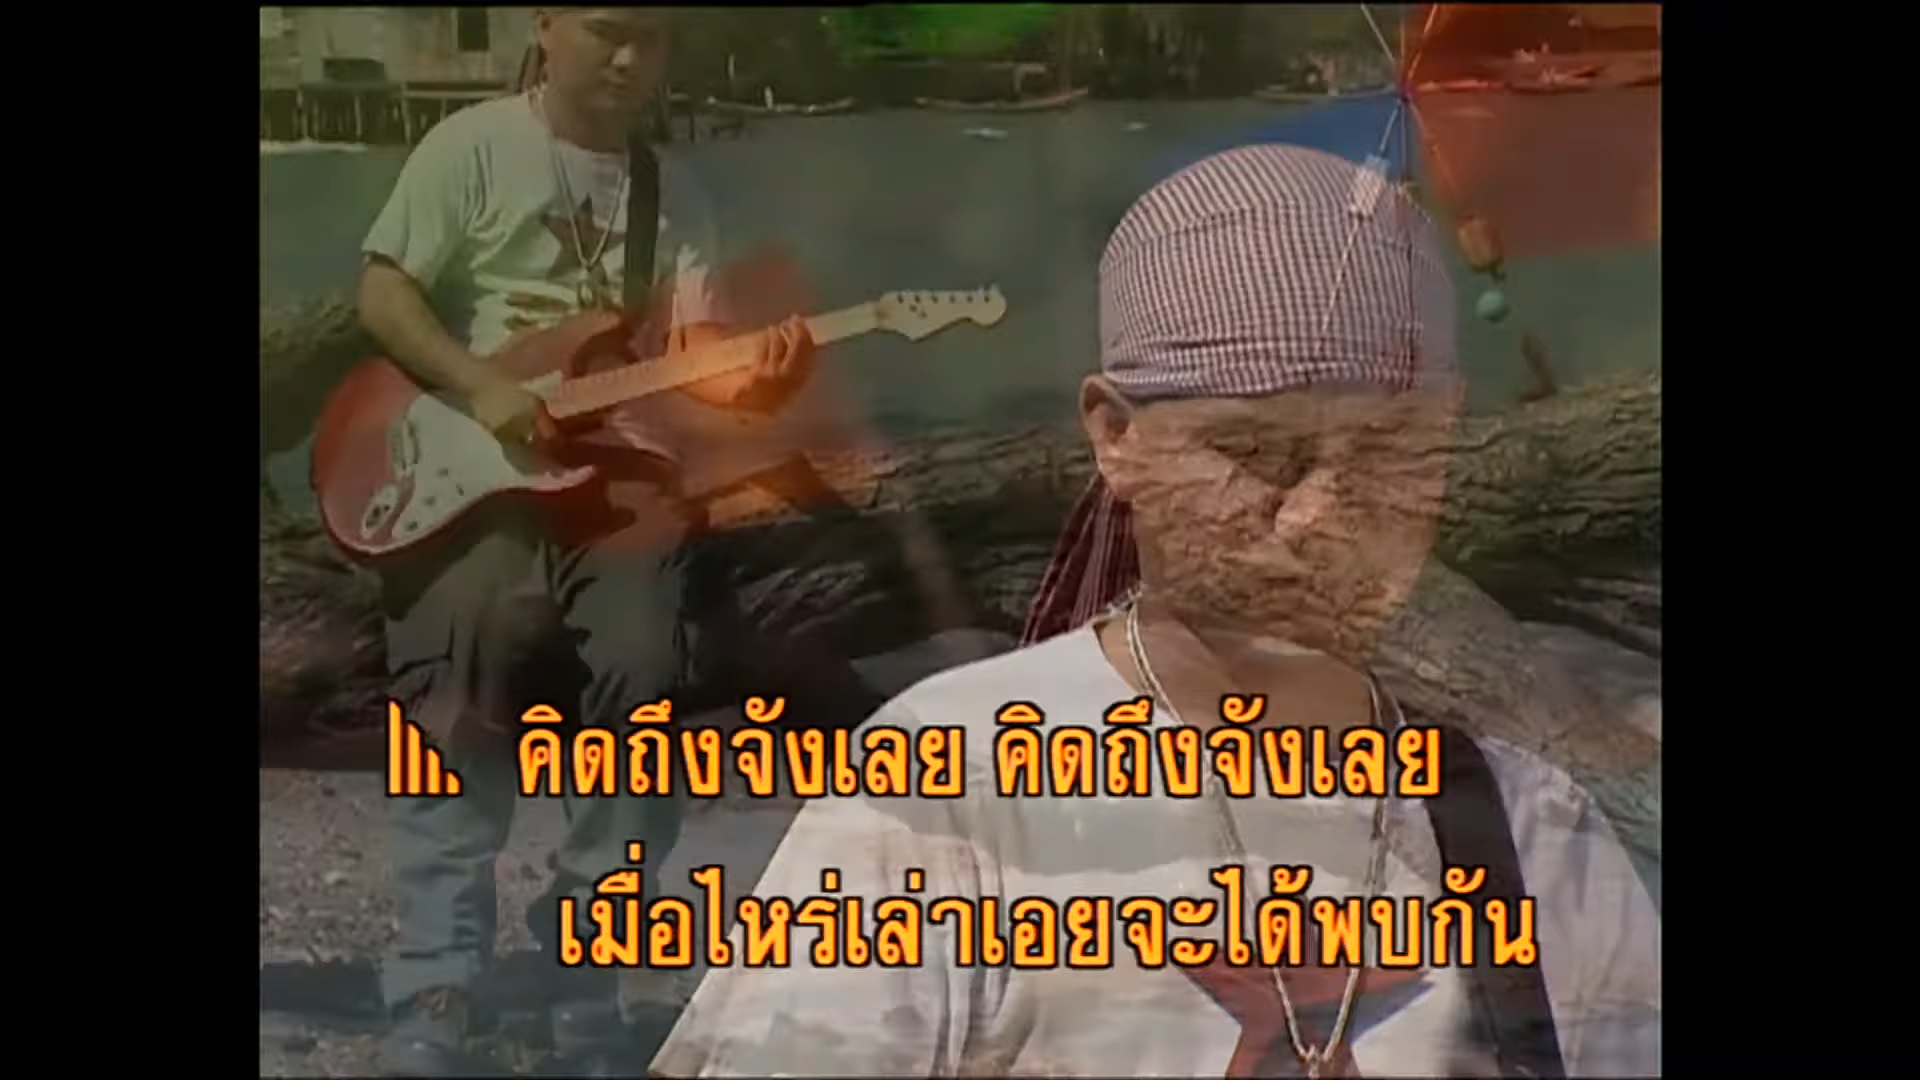 คิดถึงจังเลย คิดถึงจังเลย
เมื่อไหร่เล่าเอยจะได้พบกัน